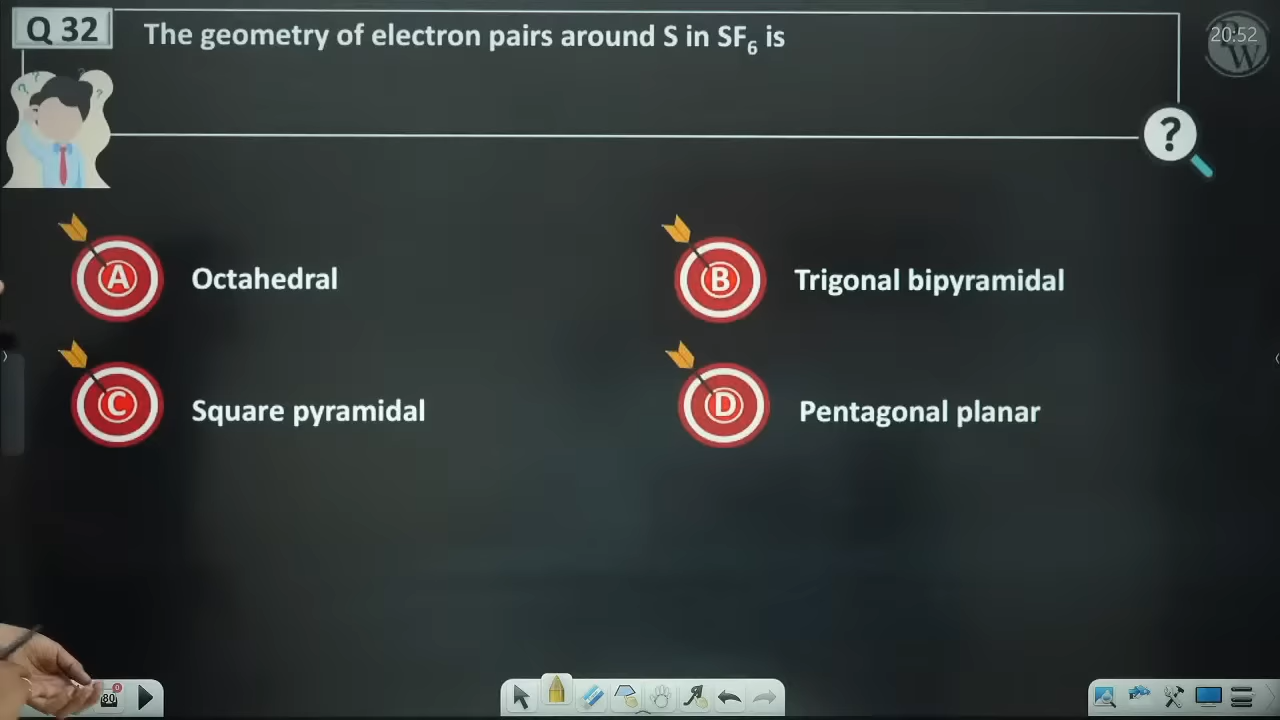 Q 32
The geometry of electron pairs around S in SF₆ is
20:52
?
A Octahedral
B Trigonal bipyramidal
C Square pyramidal
D Pentagonal planar
80